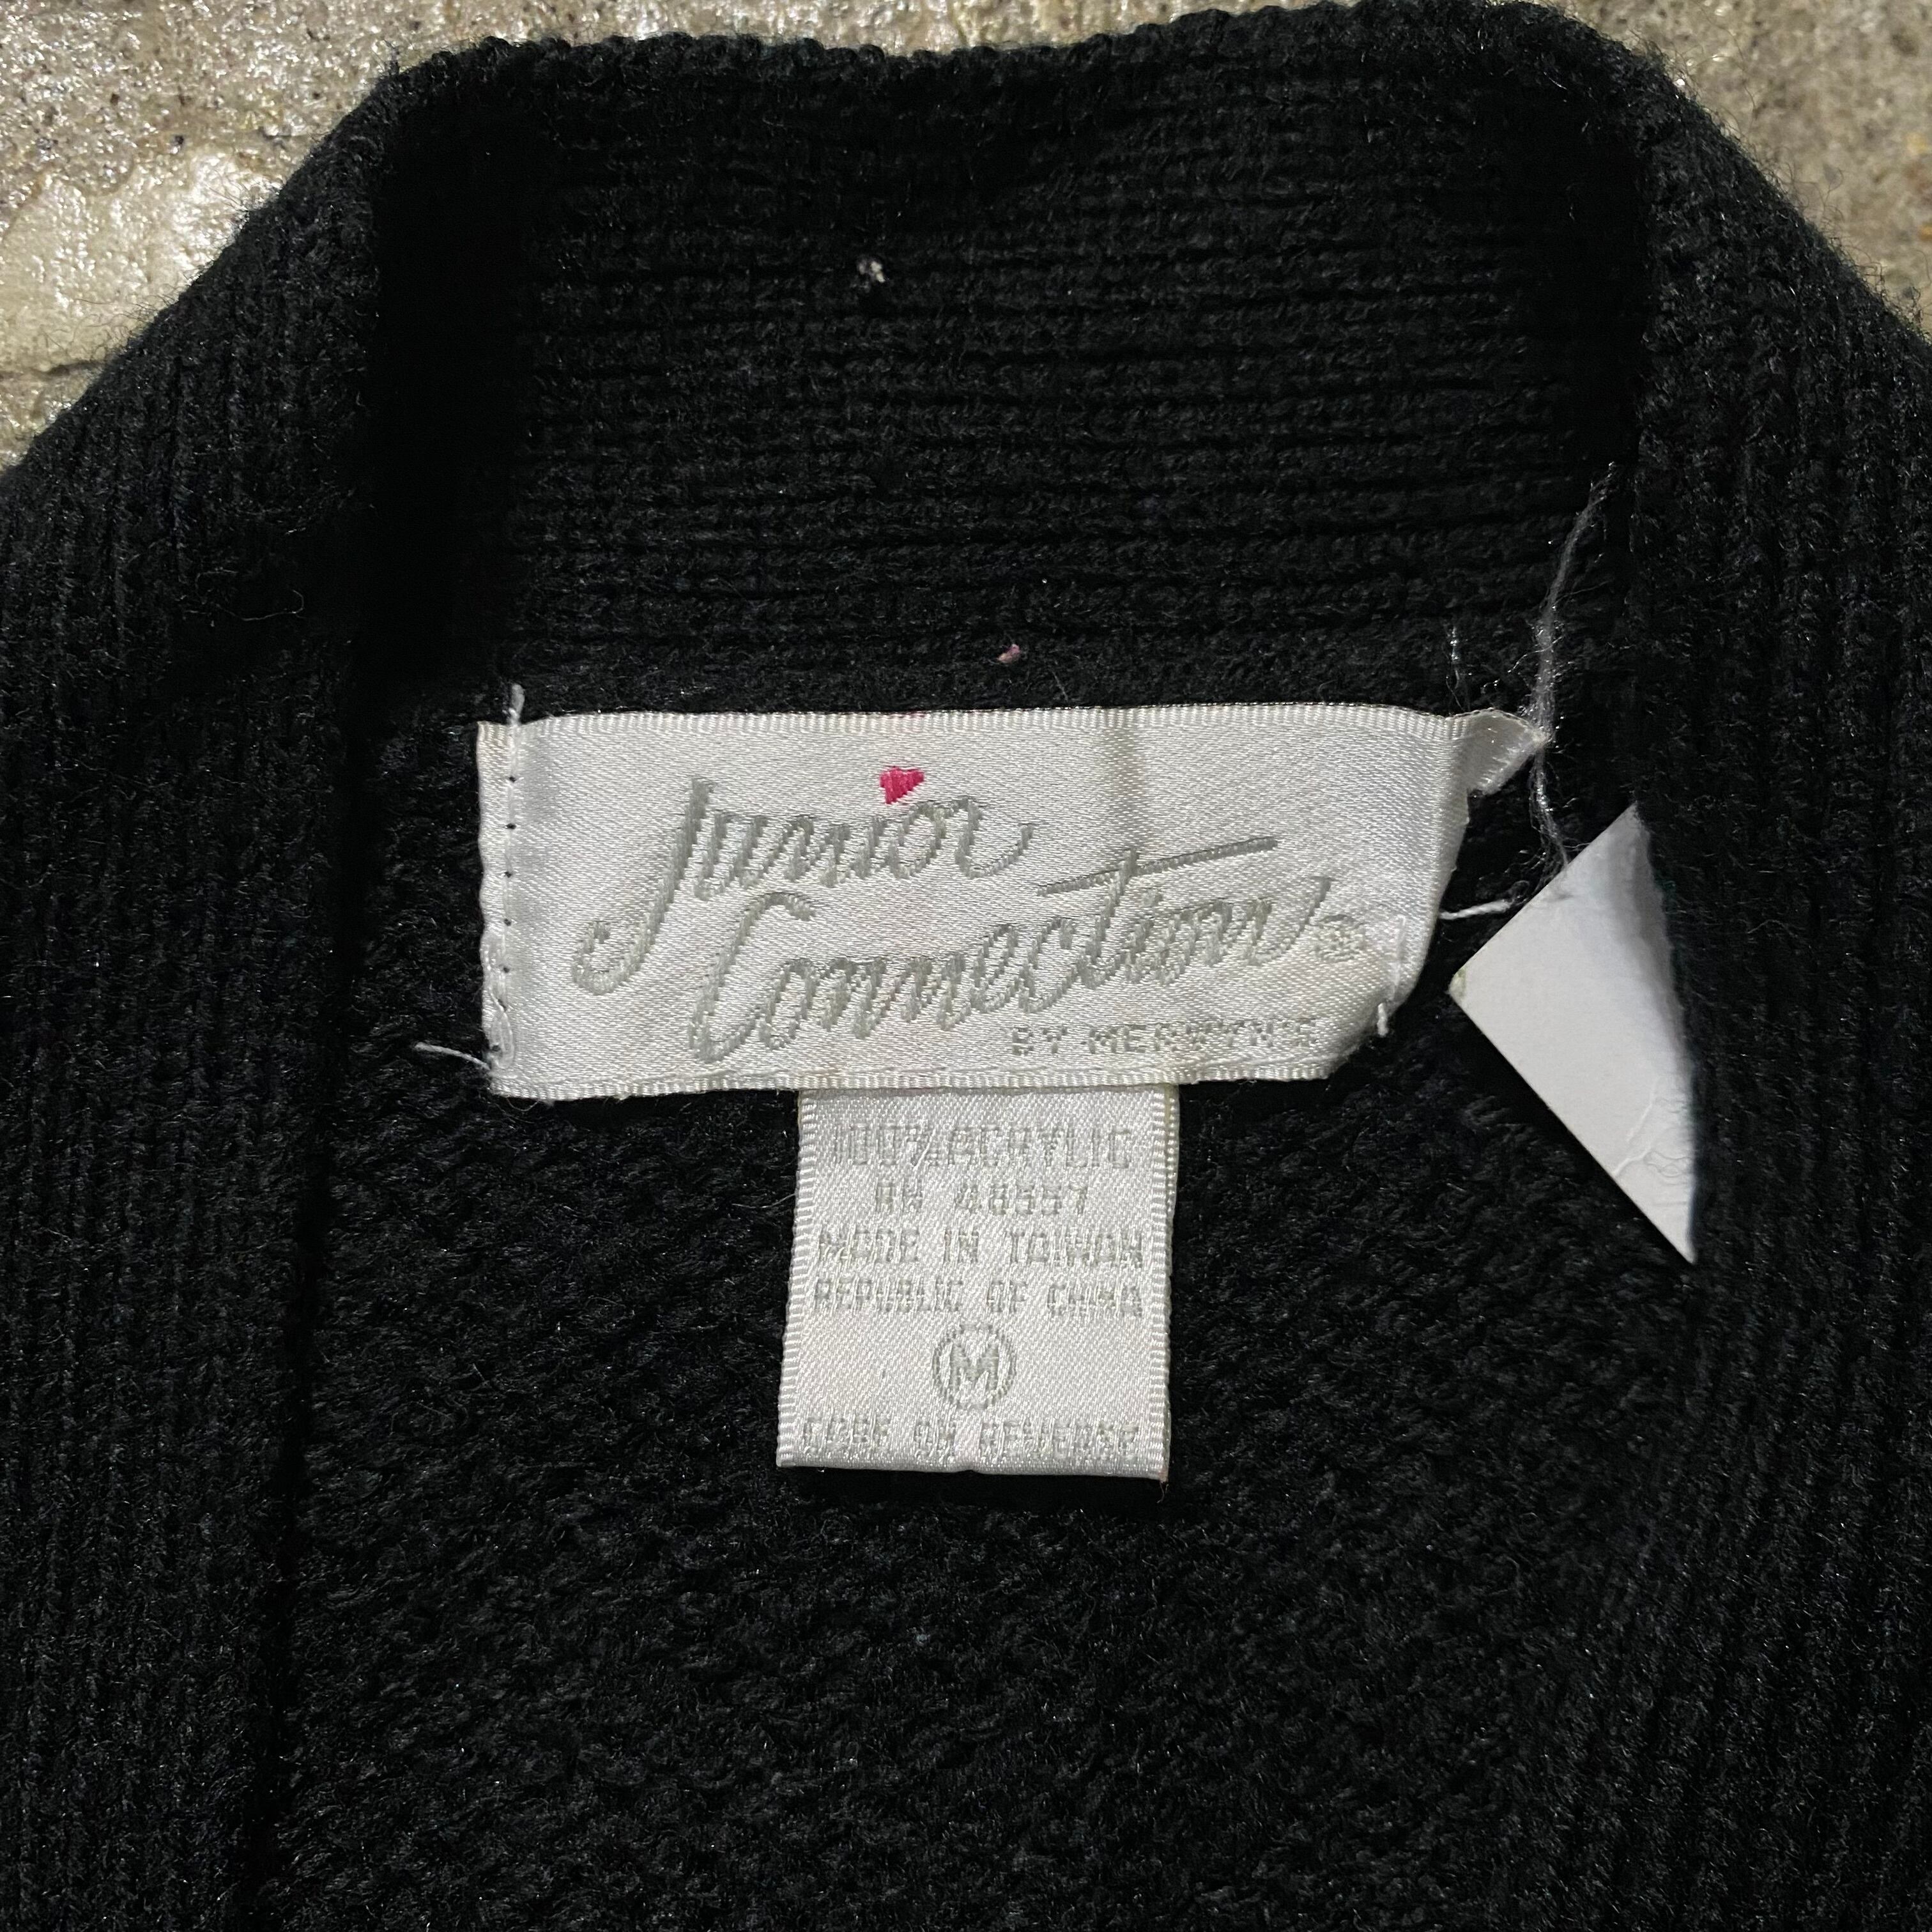 Junior
Connection®
BY MERVYN'S
100% ACRYLIC
RN 48557
MADE IN TAIWAN
REPUBLIC OF CHINA
M
CARE ON REVERSE